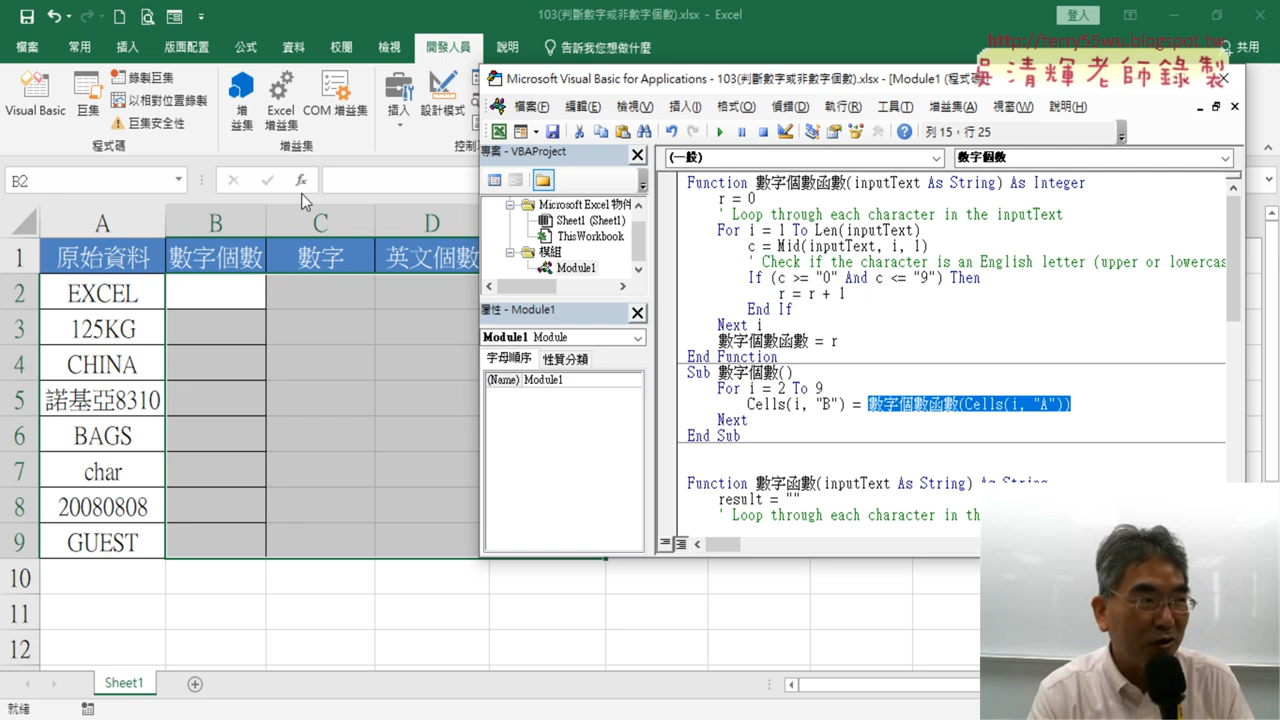 103(判斷數字或非數字個數).xlsx - Excel
登入
檔案 常用 插入 版面配置 公式 資料 校閱 檢視 開發人員 說明 告訴我您想做什麼 共用
http://terry55wu.blogspot.tw
吳清輝老師錄製
Visual Basic
巨集
錄製巨集
以相對位置錄製
巨集安全性
程式碼
增益集
Excel 增益集
COM 增益集
增益集
插入
設計模式
控制
B2
fx
A B C D
1 原始資料 數字個數 數字 英文個數
2 EXCEL
3 125KG
4 CHINA
5 諾基亞8310
6 BAGS
7 char
8 20080808
9 GUEST
10
11
12
Sheet1
就緒
Microsoft Visual Basic for Applications - 103(判斷數字或非數字個數).xlsx - [Module1 (程式碼
檔案(F) 編輯(E) 檢視(V) 插入(I) 格式(O) 偵錯(D) 執行(R) 工具(T) 增益集(A) 視窗(W) 說明(H)
列 15，行 25
專案 - VBAProject
Microsoft Excel 物件
Sheet1 (Sheet1)
ThisWorkbook
模組
Module1
屬性 - Module1
Module1 Module
字母順序 性質分類
(Name) Module1
(一般) 數字個數
Function 數字個數函數(inputText As String) As Integer
r = 0
' Loop through each character in the inputText
For i = 1 To Len(inputText)
c = Mid(inputText, i, 1)
' Check if the character is an English letter (upper or lowercas
If (c >= "0" And c <= "9") Then
r = r + 1
End If
Next i
數字個數函數 = r
End Function
Sub 數字個數()
For i = 2 To 9
Cells(i, "B") = 數字個數函數(Cells(i, "A"))
Next
End Sub
Function 數字函數(inputText As String) As String
result = ""
' Loop through each character in th